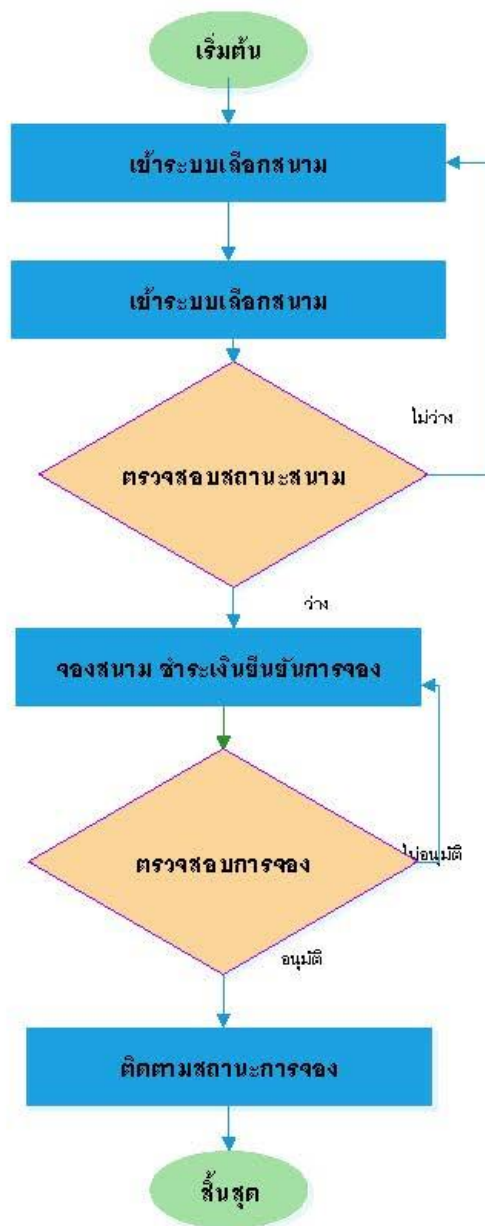 เริ่มต้น
เข้าระบบเลือกสนาม
เข้าระบบเลือกสนาม
ไม่ว่าง
ตรวจสอบสถานะสนาม
ว่าง
จองสนาม ชำระเงินยืนยันการจอง
ตรวจสอบการจอง
ไม่อนุมัติ
อนุมัติ
ติดตามสถานะการจอง
สิ้นสุด